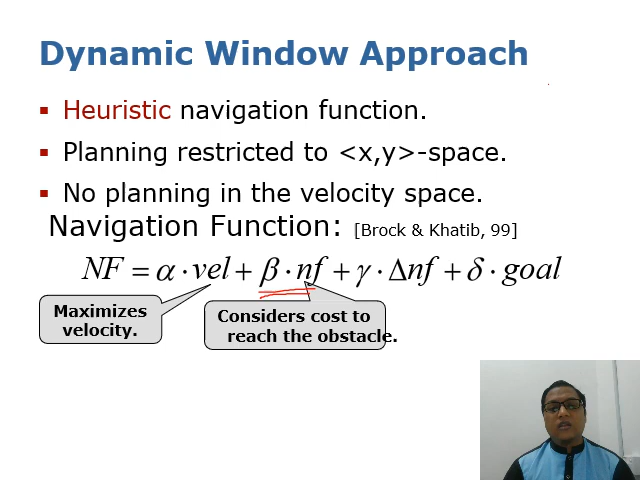 Dynamic Window Approach
Heuristic navigation function.
Planning restricted to <x,y>-space.
No planning in the velocity space.
Navigation Function: [Brock & Khatib, 99]
NF = α · vel + β · nf + γ · Δnf + δ · goal
Maximizes
velocity.
Considers cost to
reach the obstacle.